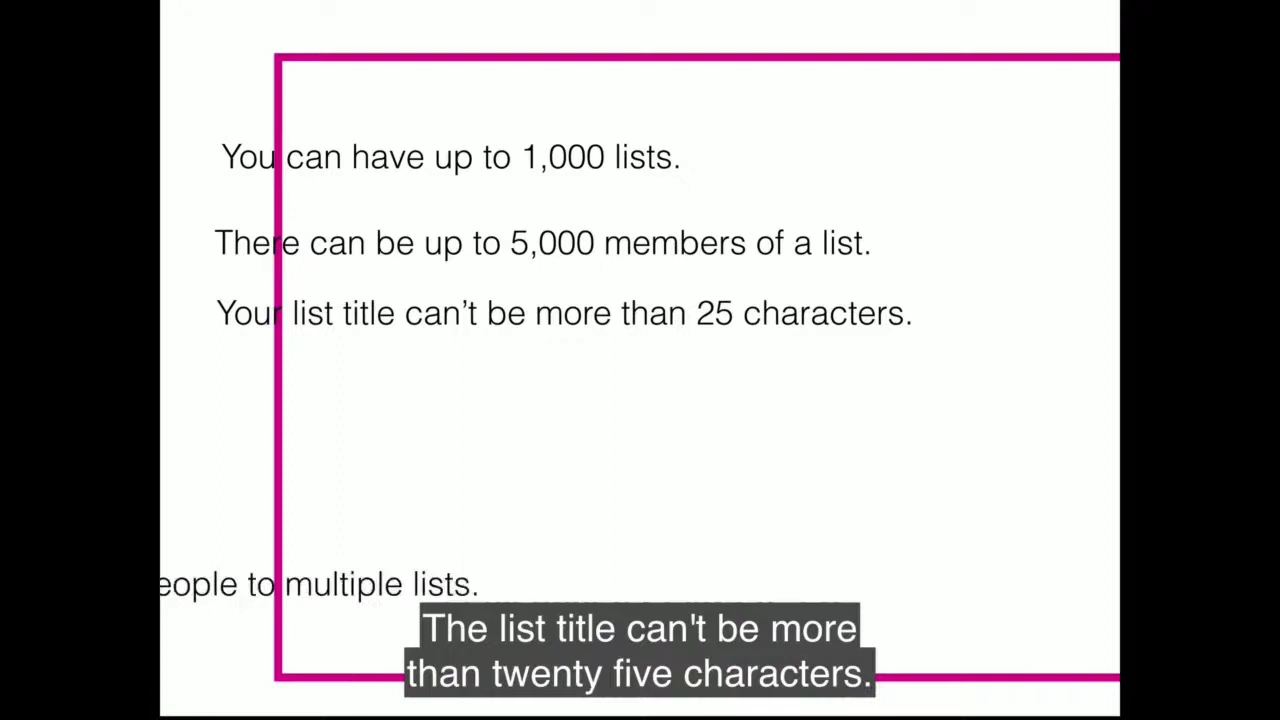 You can have up to 1,000 lists.
There can be up to 5,000 members of a list.
Your list title can’t be more than 25 characters.
to multiple lists.
The list title can't be more
than twenty five characters.